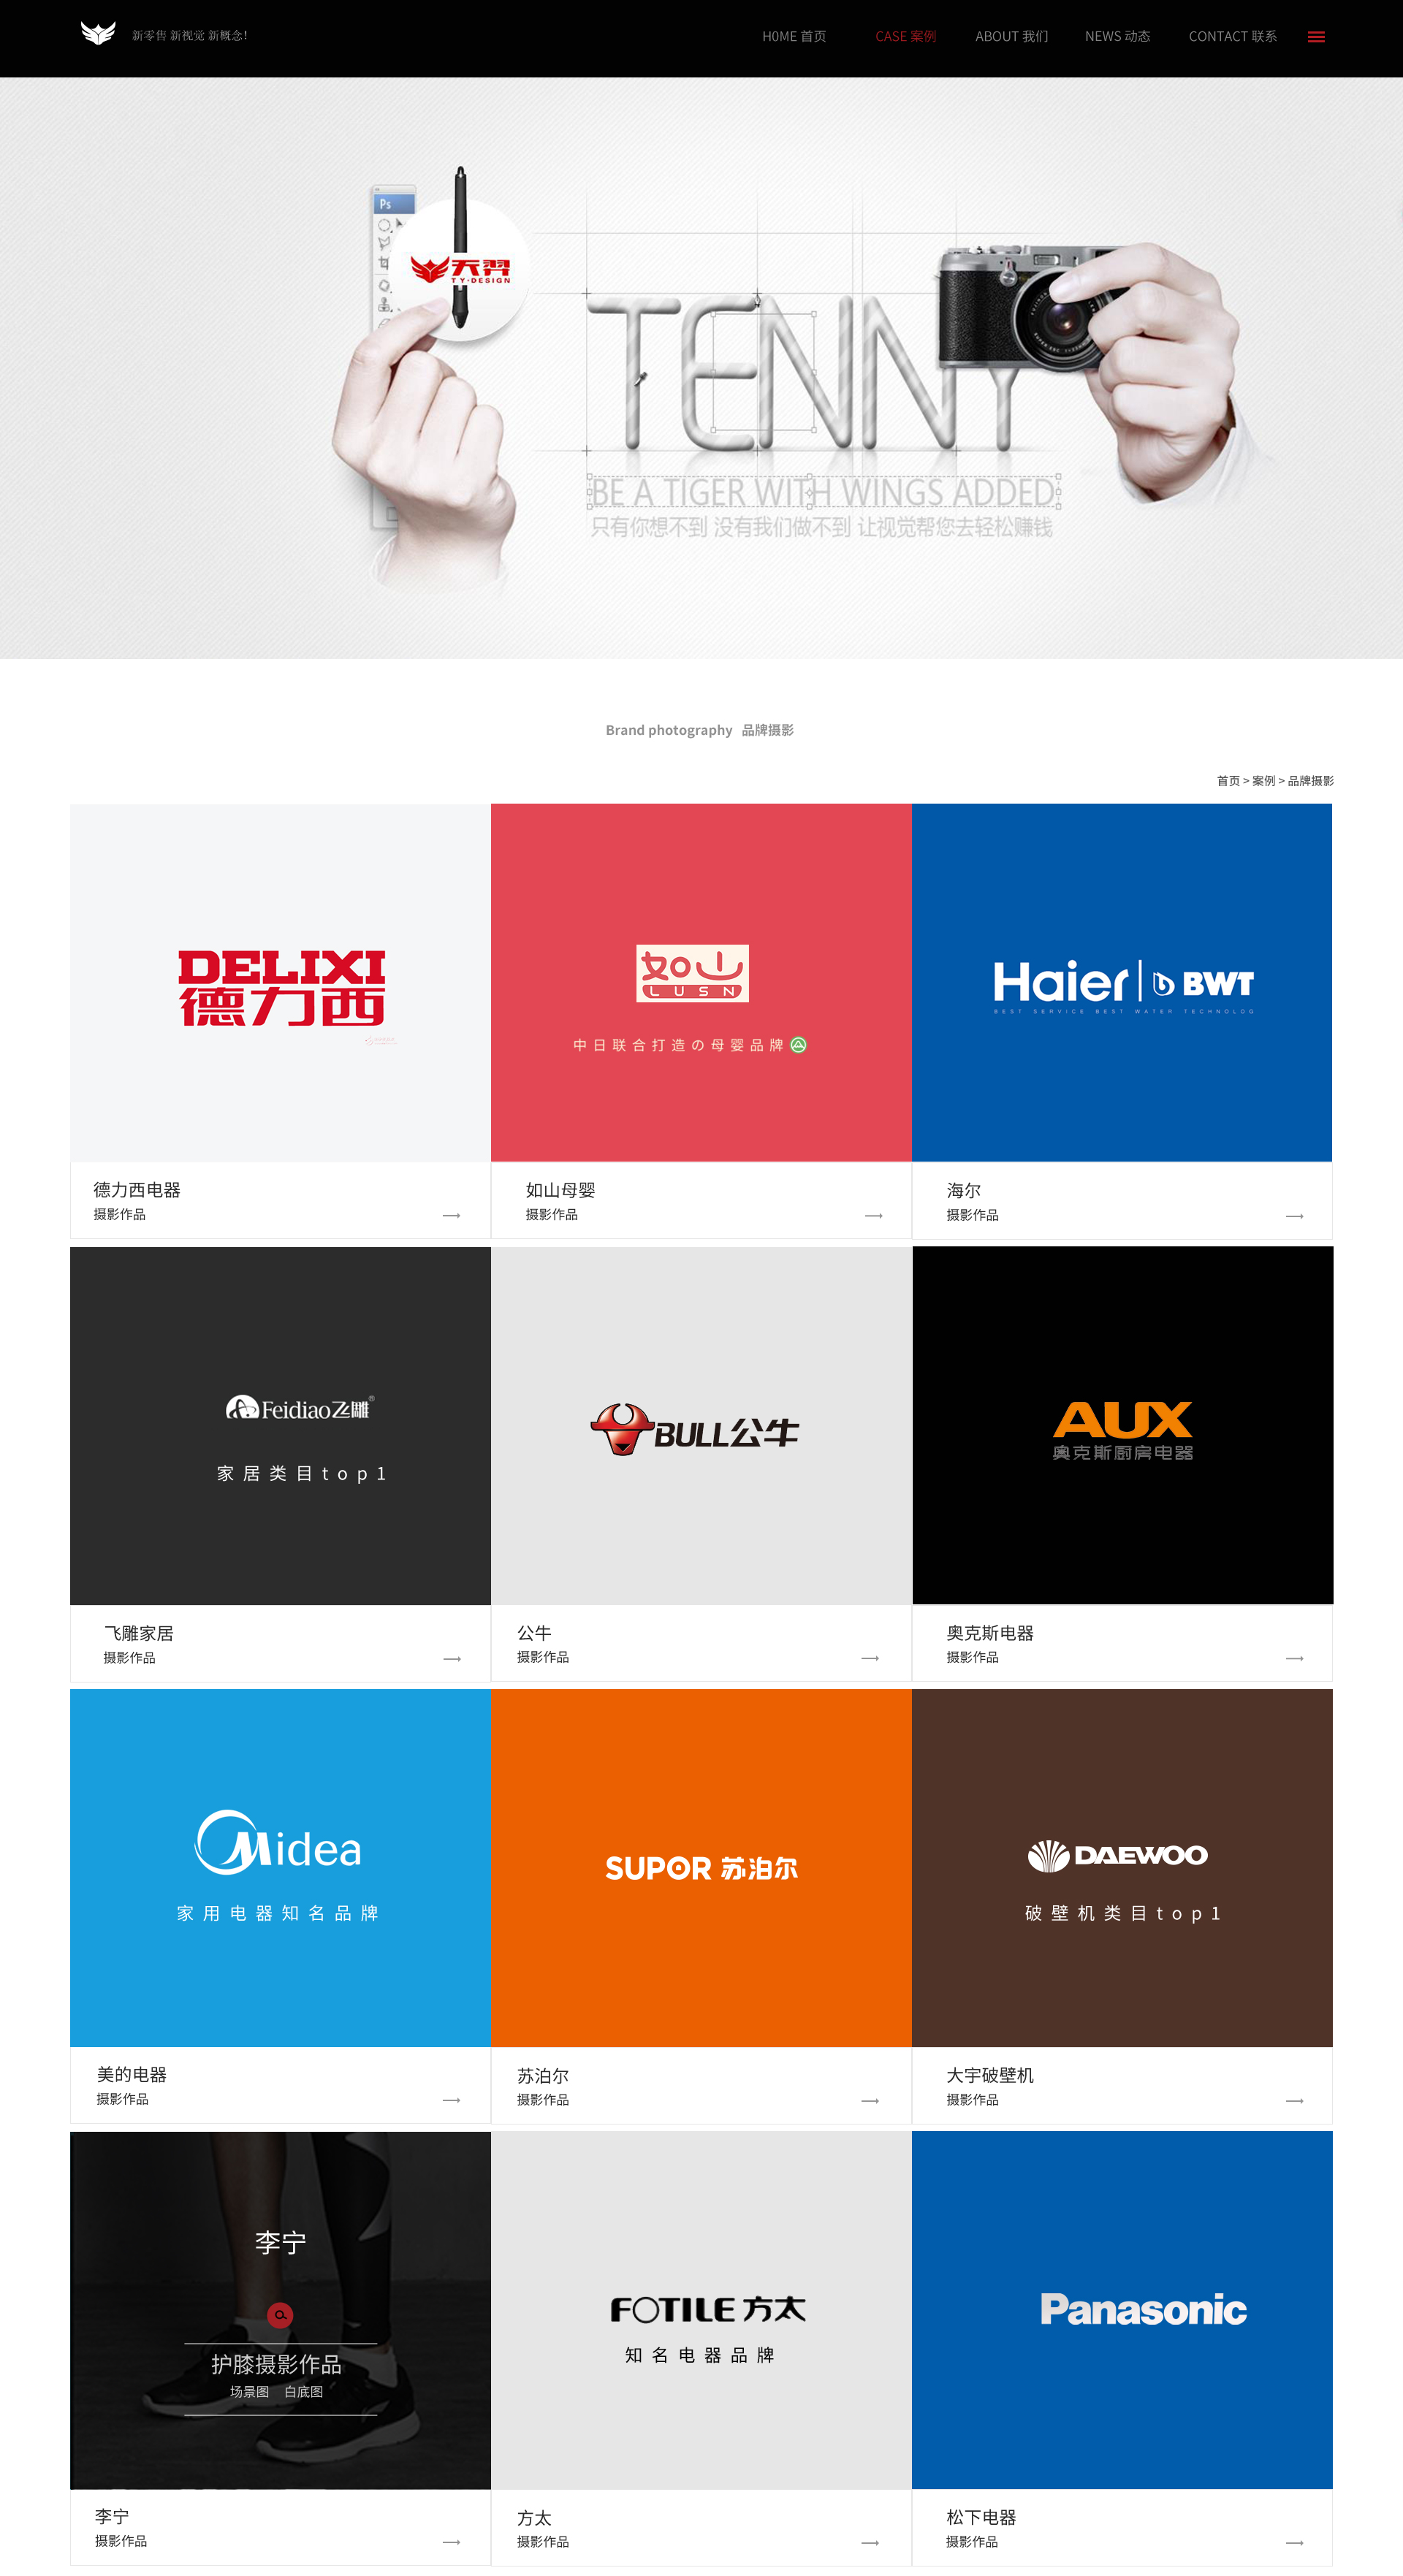 新零售 新视觉 新概念！
H0ME 首页
CASE 案例
ABOUT 我们
NEWS 动态
CONTACT 联系
Ps
天羿
TY·DESIGN
TENNY
BE A TIGER WITH WINGS ADDED
只有你想不到 没有我们做不到 让视觉帮您去轻松赚钱
Brand photography 品牌摄影
首页 > 案例 > 品牌摄影
DELIXI
德力西
如山
LUSN
中日联合打造の母婴品牌
Haier BWT
BEST SERVICE BEST WATER TECHNOLOG
德力西电器
摄影作品
如山母婴
摄影作品
海尔
摄影作品
Feidiao飞雕®
家居类目top1
BULL公牛
AUX
奥克斯厨房电器
飞雕家居
摄影作品
公牛
摄影作品
奥克斯电器
摄影作品
Midea
家用电器知名品牌
SUPOR 苏泊尔
DAEWOO
破壁机类目top1
美的电器
摄影作品
苏泊尔
摄影作品
大宇破壁机
摄影作品
李宁
护膝摄影作品
场景图 白底图
FOTILE 方太
知名电器品牌
Panasonic
李宁
摄影作品
方太
摄影作品
松下电器
摄影作品